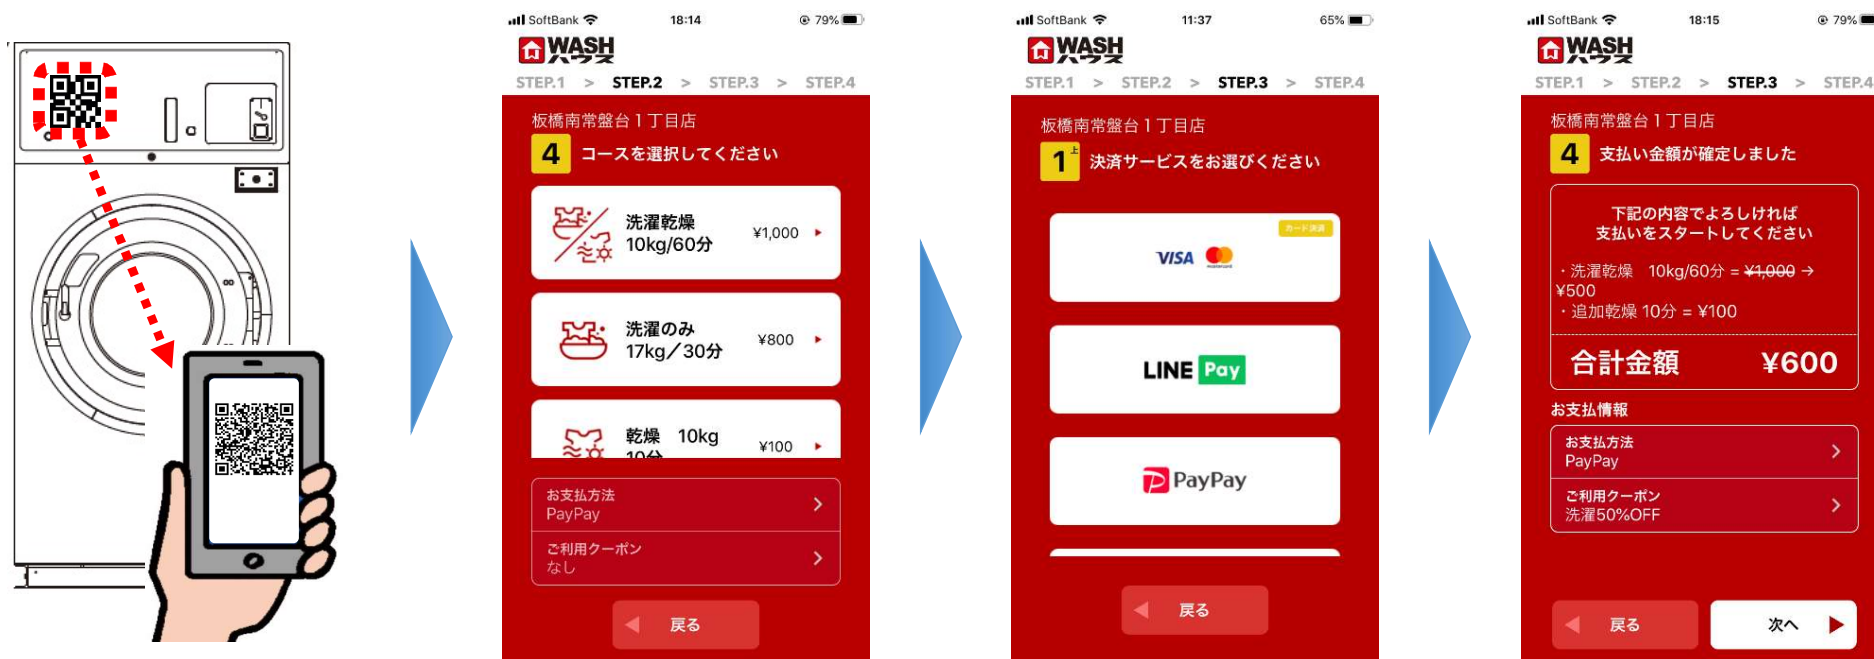 SoftBank 18:14 79%
WASH
ハウス
STEP.1 > STEP.2 > STEP.3 > STEP.4
板橋南常盤台1丁目店
4 コースを選択してください
洗濯乾燥
10kg/60分 ¥1,000
洗濯のみ
17kg/30分 ¥800
乾燥 10kg
10分 ¥100
お支払方法
PayPay
ご利用クーポン
なし
戻る
SoftBank 11:37 65%
WASH
ハウス
STEP.1 > STEP.2 > STEP.3 > STEP.4
板橋南常盤台1丁目店
1上 決済サービスをお選びください
カード決済
VISA mastercard
LINE Pay
PayPay
戻る
SoftBank 18:15 79%
WASH
ハウス
STEP.1 > STEP.2 > STEP.3 > STEP.4
板橋南常盤台1丁目店
4 支払い金額が確定しました
下記の内容でよろしければ
支払いをスタートしてください
・洗濯乾燥 10kg/60分 = ¥1,000 →
¥500
・追加乾燥 10分 = ¥100
合計金額 ¥600
お支払情報
お支払方法
PayPay
ご利用クーポン
洗濯50%OFF
戻る 次へ